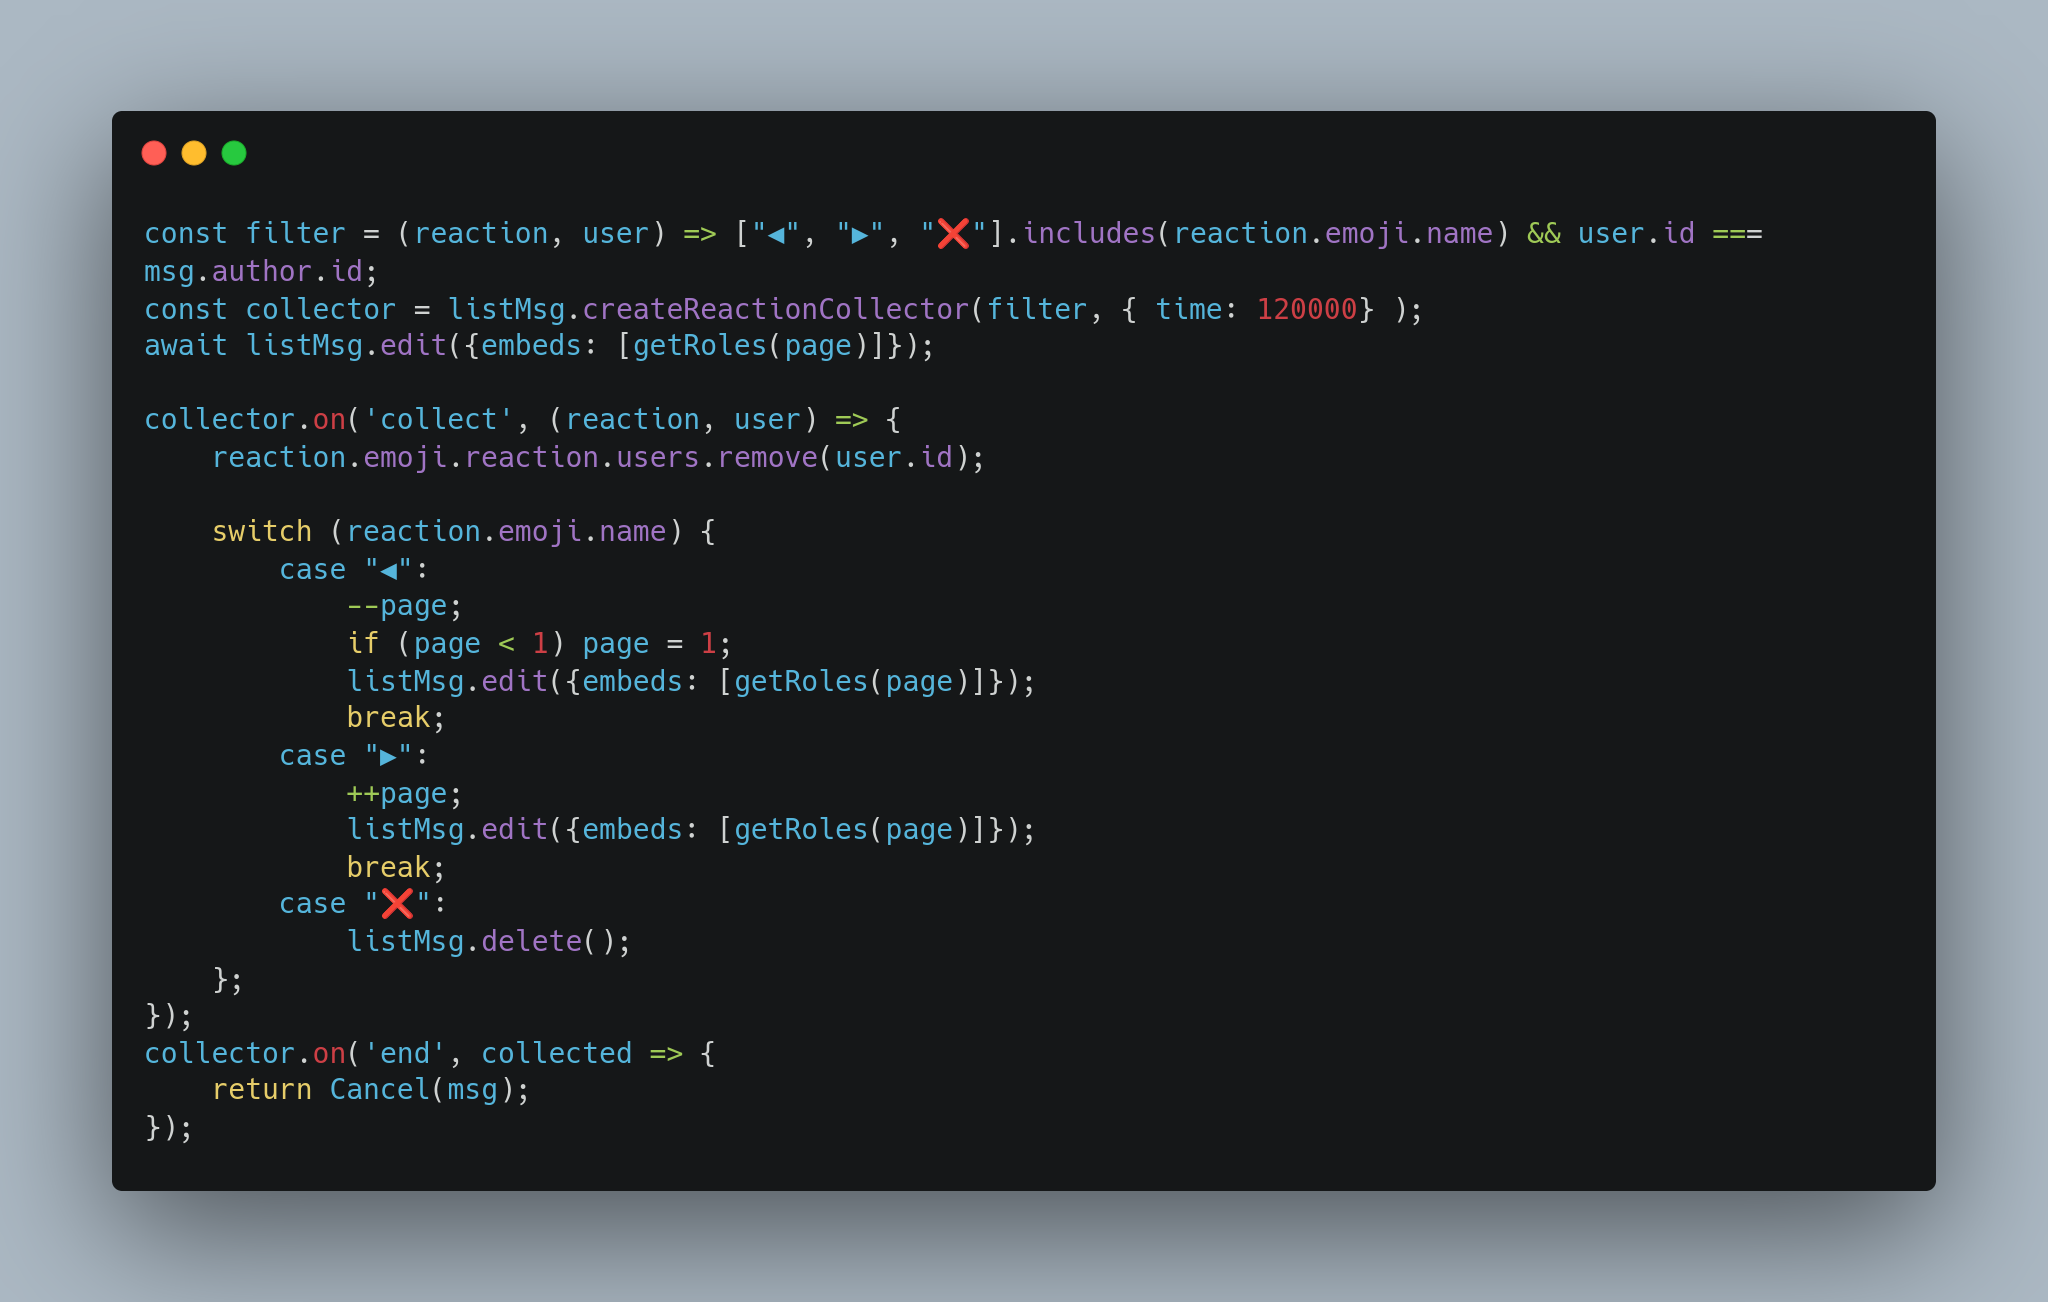 const filter = (reaction, user) => ["◀", "▶", "❌"].includes(reaction.emoji.name) && user.id ===
msg.author.id;
const collector = listMsg.createReactionCollector(filter, { time: 120000} );
await listMsg.edit({embeds: [getRoles(page)]});

collector.on('collect', (reaction, user) => {
    reaction.emoji.reaction.users.remove(user.id);

    switch (reaction.emoji.name) {
        case "◀":
            --page;
            if (page < 1) page = 1;
            listMsg.edit({embeds: [getRoles(page)]});
            break;
        case "▶":
            ++page;
            listMsg.edit({embeds: [getRoles(page)]});
            break;
        case "❌":
            listMsg.delete();
    };
});
collector.on('end', collected => {
    return Cancel(msg);
});